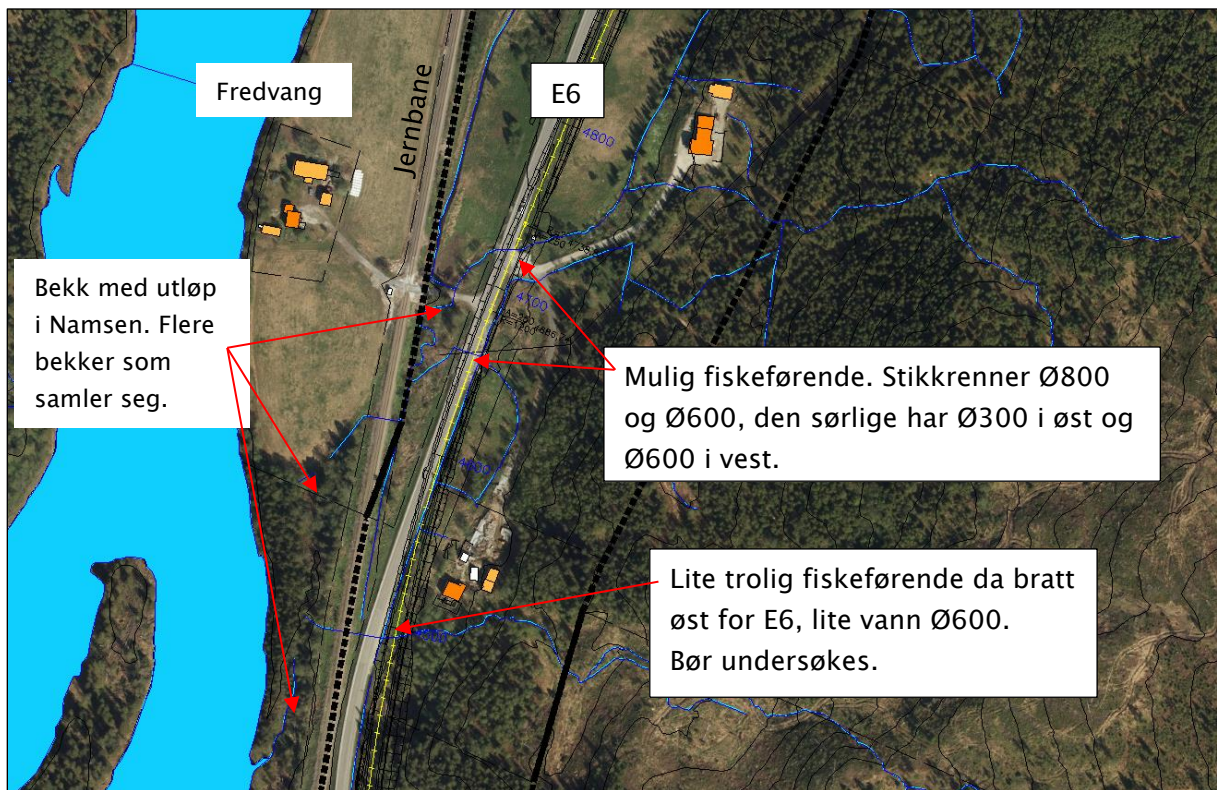 Fredvang
Jernbane
E6
4800
4700
Bekk med utløp
i Namsen. Flere
bekker som
samler seg.
Mulig fiskeførende. Stikkrenner Ø800
og Ø600, den sørlige har Ø300 i øst og
Ø600 i vest.
4600
Lite trolig fiskeførende da bratt
øst for E6, lite vann Ø600.
Bør undersøkes.